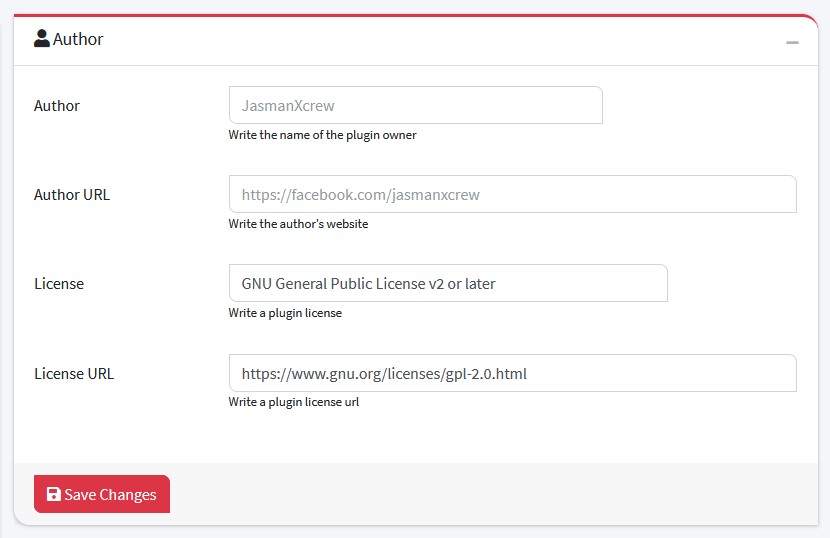 Author
Author
JasmanXcrew
Write the name of the plugin owner
Author URL
https://facebook.com/jasmanxcrew
Write the author's website
License
GNU General Public License v2 or later
Write a plugin license
License URL
https://www.gnu.org/licenses/gpl-2.0.html
Write a plugin license url
Save Changes